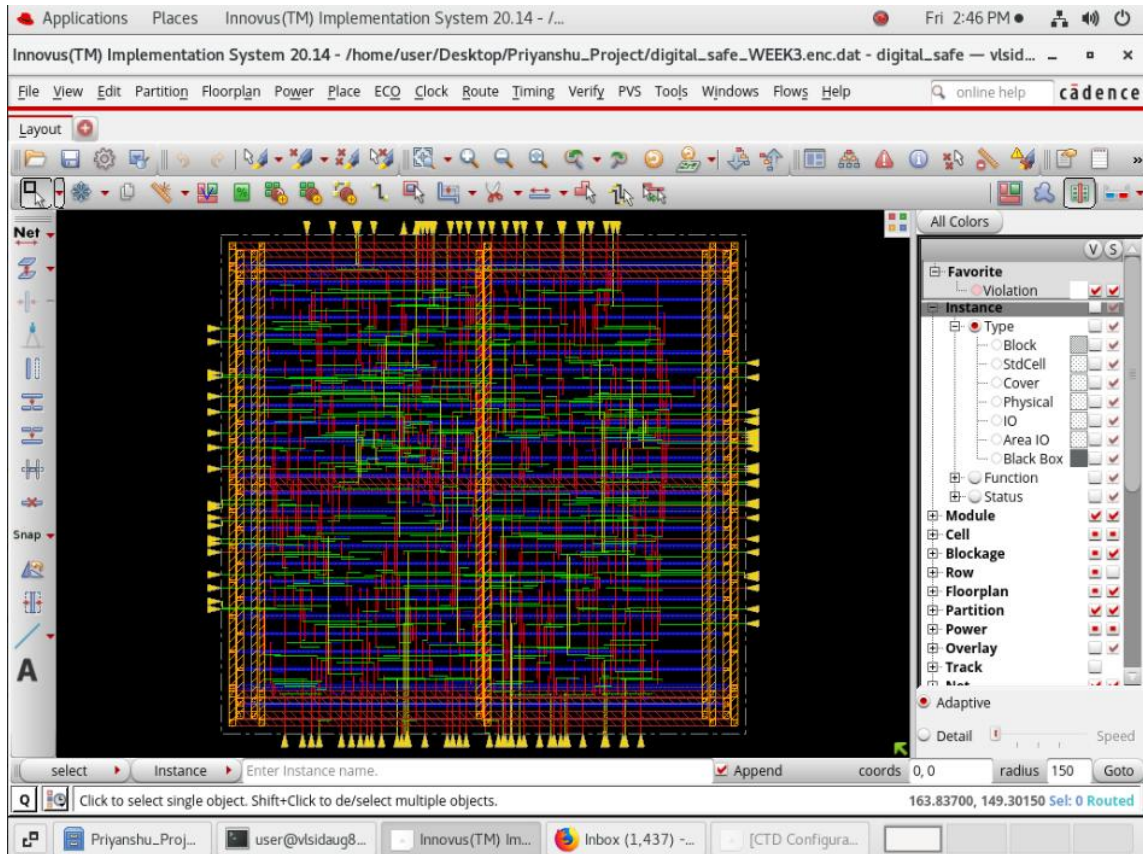 Applications Places Innovus(TM) Implementation System 20.14 - /... Fri 2:46 PM
Innovus(TM) Implementation System 20.14 - /home/user/Desktop/Priyanshu_Project/digital_safe_WEEK3.enc.dat - digital_safe — vlsid...
File View Edit Partition Floorplan Power Place ECO Clock Route Timing Verify PVS Tools Windows Flows Help online help cādence
Layout
All Colors
Net
V S
Favorite
Violation
Instance
Type
Block
StdCell
Cover
Physical
IO
Area IO
Black Box
Function
Status
Module
Cell
Snap
Blockage
Row
Floorplan
Partition
Power
Overlay
A
Track
Net
Adaptive
Detail Speed
select Instance Enter Instance name. Append coords 0, 0 radius 150 Goto
Q Click to select single object. Shift+Click to de/select multiple objects. 163.83700, 149.30150 Sel: 0 Routed
Priyanshu_Proj... user@vlsidaug8... Innovus(TM) Im... Inbox (1,437) -... [CTD Configura...